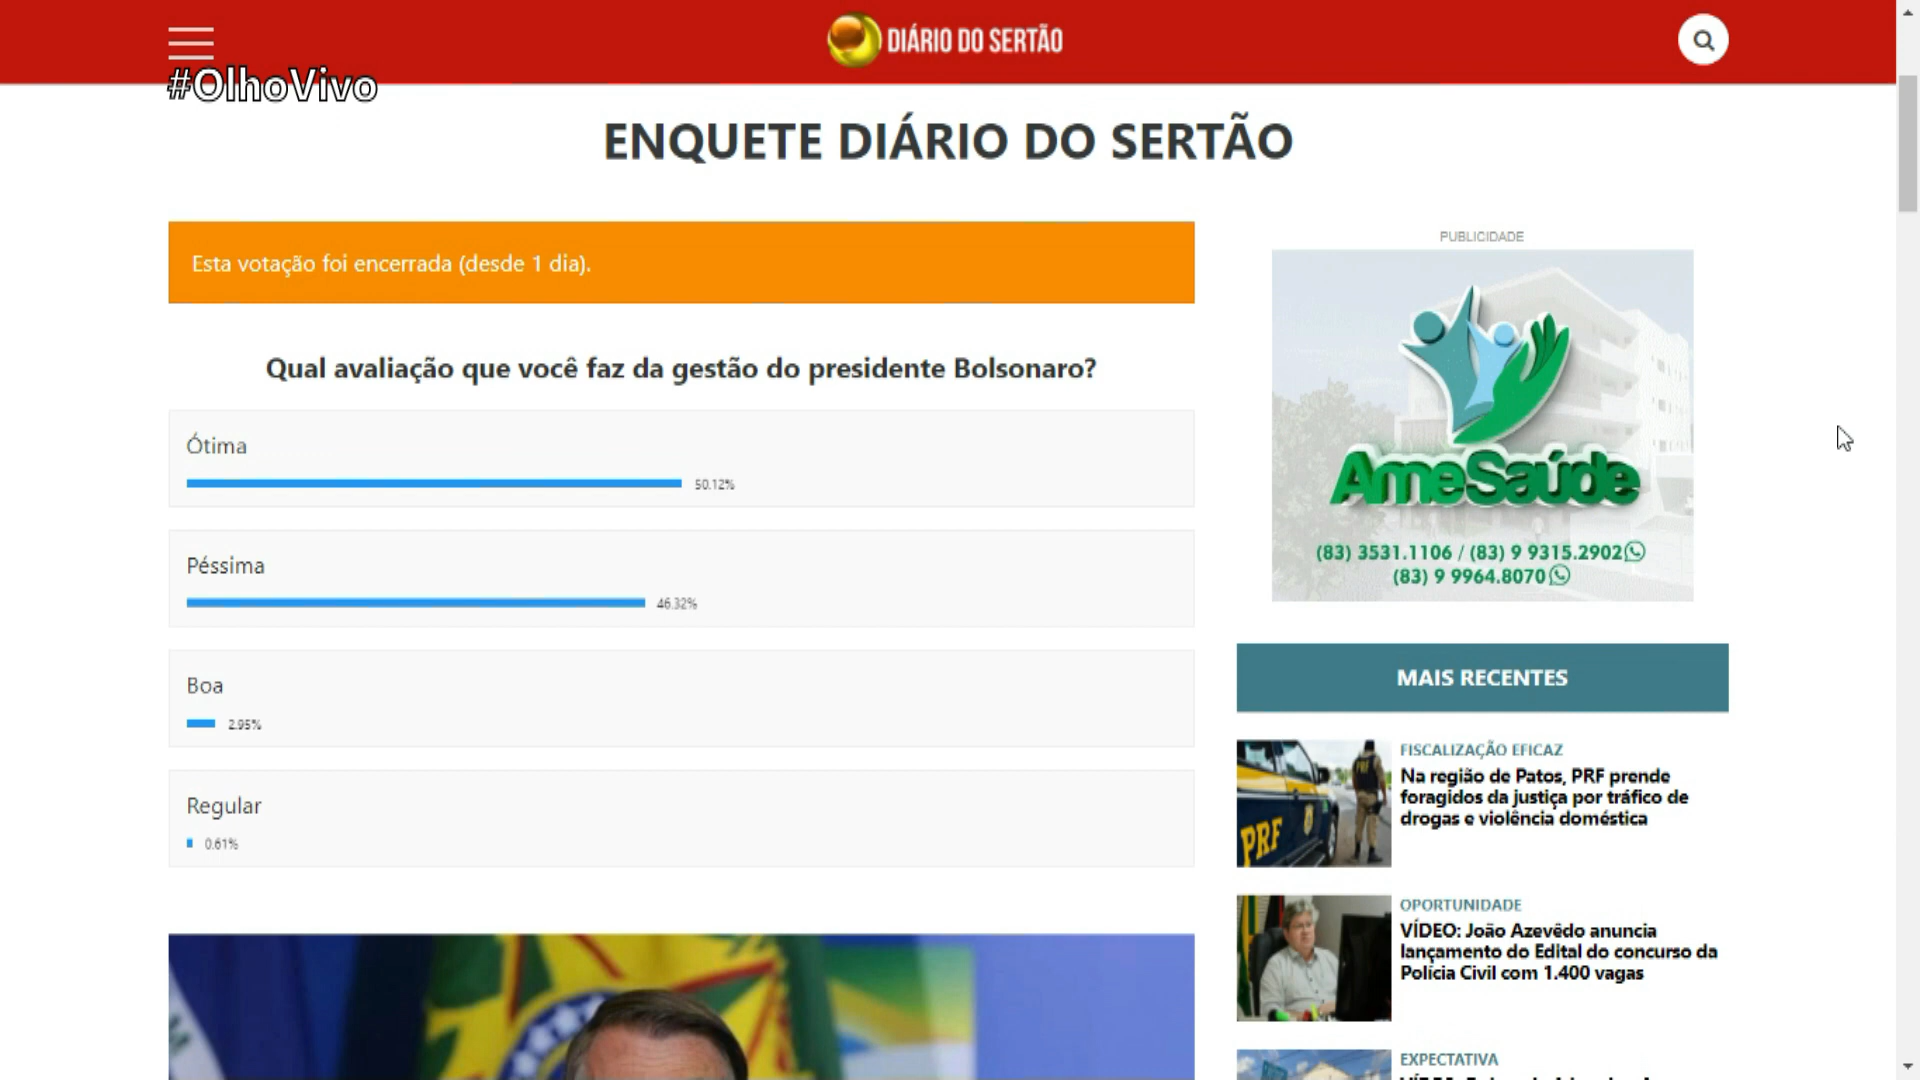 DIÁRIO DO SERTÃO
#OlhoVivo
ENQUETE DIÁRIO DO SERTÃO
Esta votação foi encerrada (desde 1 dia).
Qual avaliação que você faz da gestão do presidente Bolsonaro?
Ótima
50.12%
Péssima
46.32%
Boa
2.95%
Regular
0.61%
PUBLICIDADE
AmeSaúde
(83) 3531.1106 / (83) 9 9315.2902
(83) 9 9964.8070
MAIS RECENTES
PRF
FISCALIZAÇÃO EFICAZ
Na região de Patos, PRF prende
foragidos da justiça por tráfico de
drogas e violência doméstica
OPORTUNIDADE
VÍDEO: João Azevêdo anuncia
lançamento do Edital do concurso da
Polícia Civil com 1.400 vagas
EXPECTATIVA